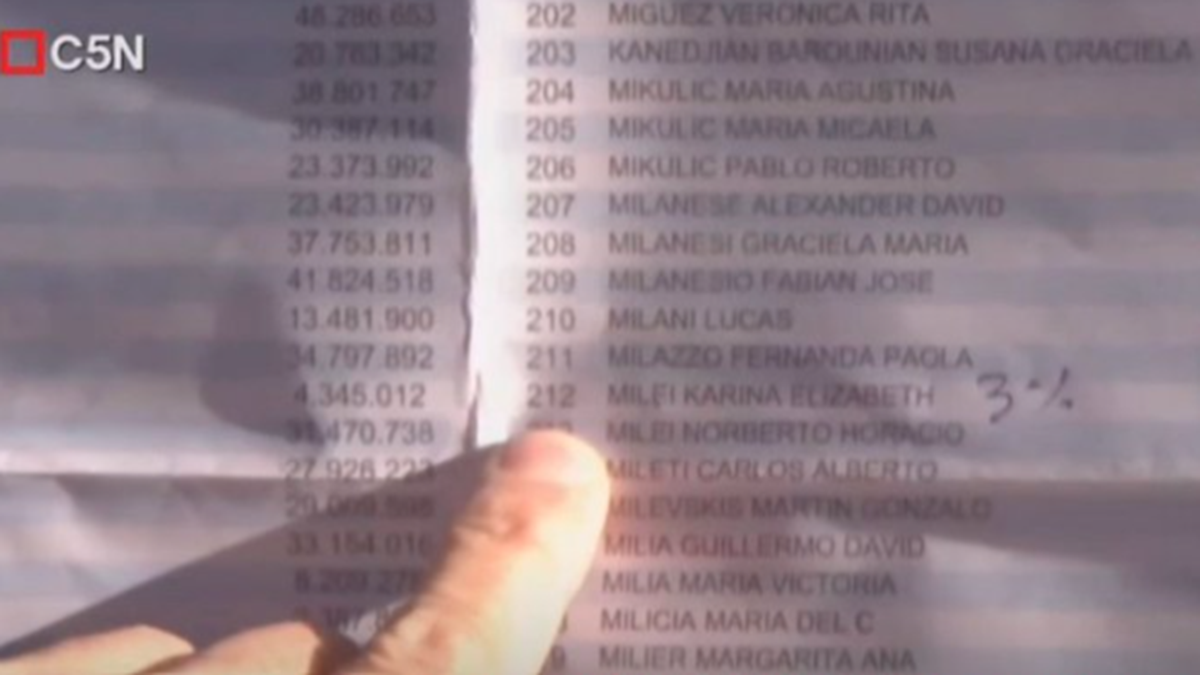 C5N
48.286.653 202 MIGUEZ VERONICA RITA
20.763.342 203 KANEDJIAN BAROUNIAN SUSANA GRACIELA
38.801.747 204 MIKULIC MARIA AGUSTINA
30.387.114 205 MIKULIC MARIA MICAELA
23.373.992 206 MIKULIC PABLO ROBERTO
23.423.979 207 MILANESE ALEXANDER DAVID
37.753.811 208 MILANESI GRACIELA MARIA
41.824.518 209 MILANESIO FABIAN JOSE
13.481.900 210 MILANI LUCAS
34.797.892 211 MILAZZO FERNANDA PAOLA
4.345.012 212 MILEI KARINA ELIZABETH 3%
31.470.738 MILEI NORBERTO HORACIO
27.926.223 MILETI CARLOS ALBERTO
MILEVSKIS MARTIN GONZALO
33.154.016 MILIA GUILLERMO DAVID
MILIA MARIA VICTORIA
MILICIA MARIA DEL C
MILIER MARGARITA ANA